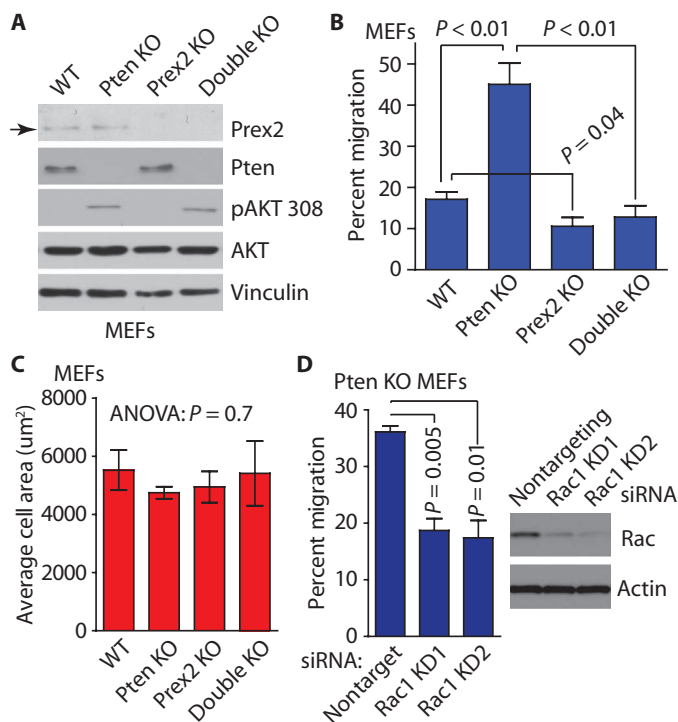 A
WT
Pten KO
Prex2 KO
Double KO
Prex2
Pten
pAKT 308
AKT
Vinculin
MEFs
B
MEFs
P < 0.01
P < 0.01
P = 0.04
Percent migration
50
40
30
20
10
0
WT
Pten KO
Prex2 KO
Double KO
C
MEFs
ANOVA: P = 0.7
Average cell area (um²)
8000
6000
4000
2000
0
WT
Pten KO
Prex2 KO
Double KO
D
Pten KO MEFs
Percent migration
40
30
20
10
0
P = 0.005
P = 0.01
siRNA:
Nontarget
Rac1 KD1
Rac1 KD2
Nontargeting
Rac1 KD1
Rac1 KD2
siRNA
Rac
Actin